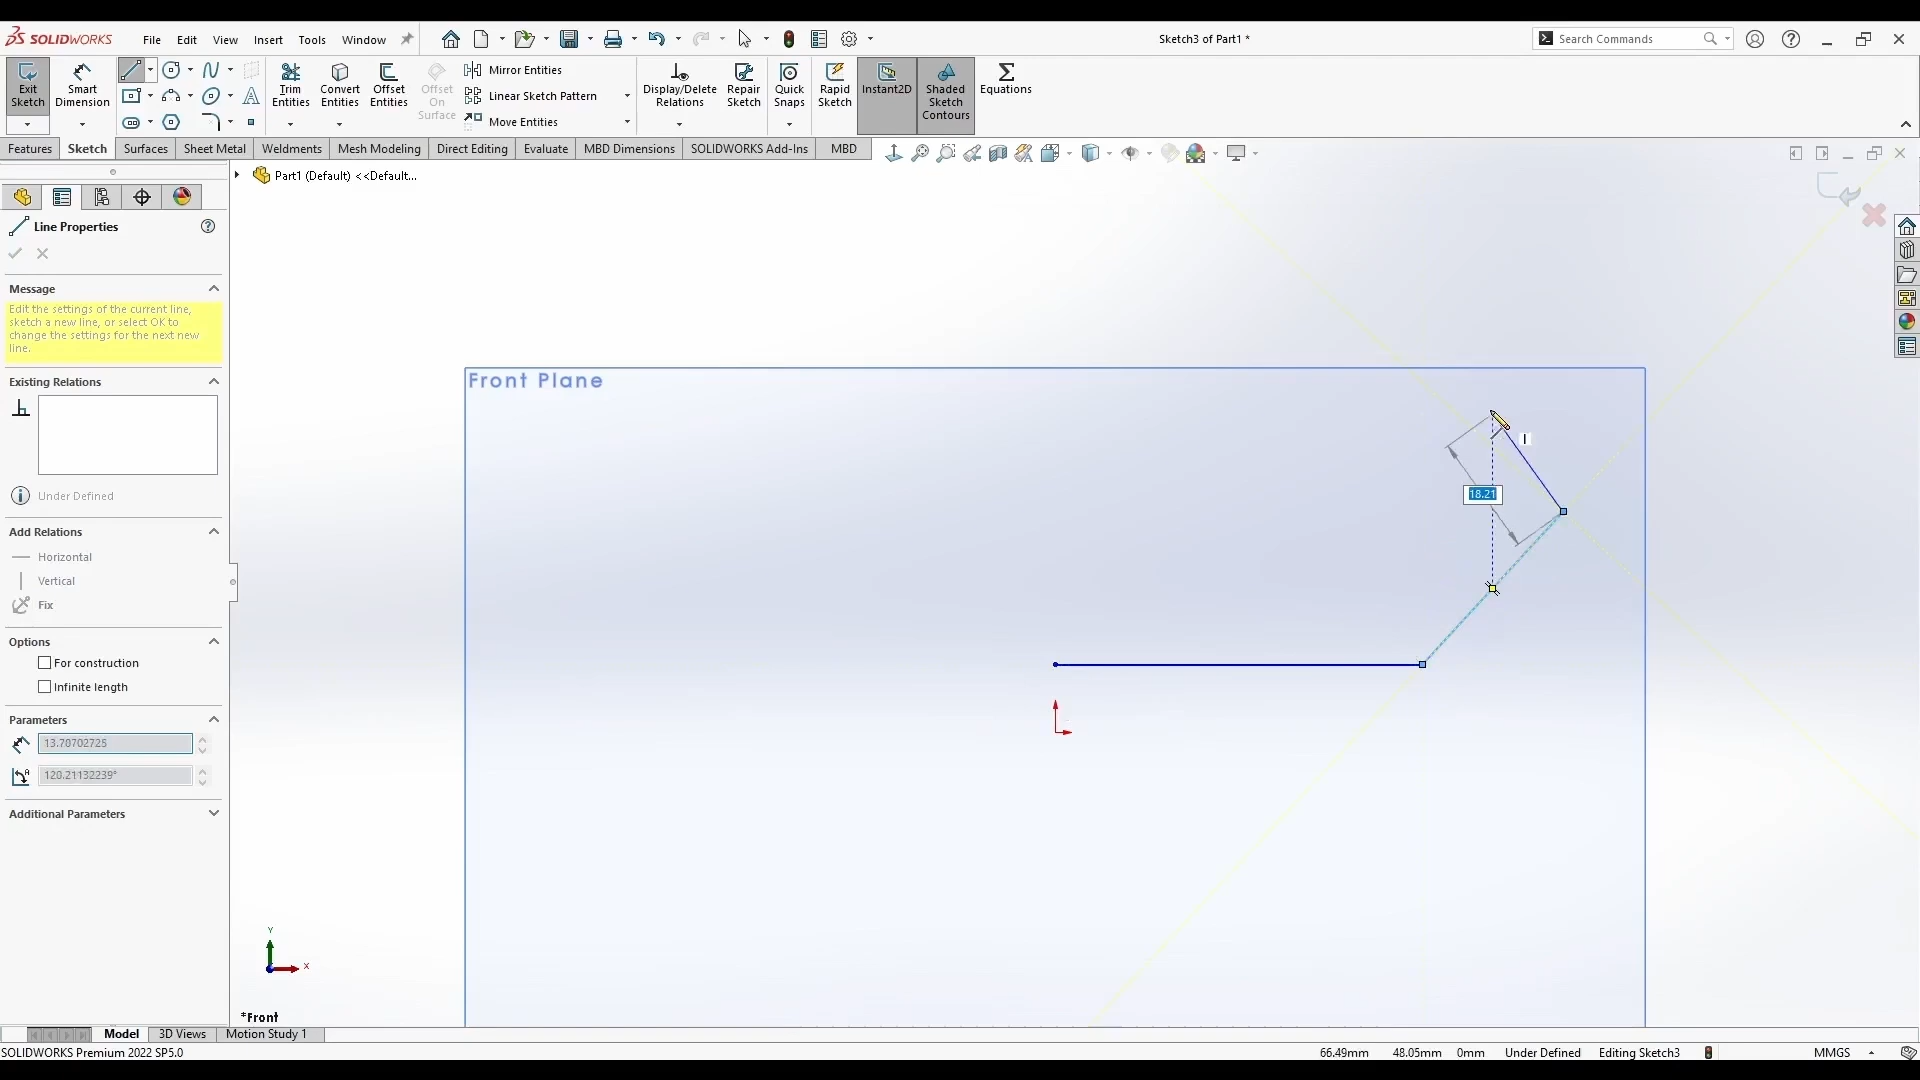 SOLIDWORKS File Edit View Insert Tools Window Sketch3 of Part1 * Search Commands
Exit Sketch
Smart Dimension
Trim Entities
Convert Entities
Offset Entities
Offset On Surface
Mirror Entities
Linear Sketch Pattern
Move Entities
Display/Delete Relations
Repair Sketch
Quick Snaps
Rapid Sketch
Instant2D
Shaded Sketch Contours
Equations
Features Sketch Surfaces Sheet Metal Weldments Mesh Modeling Direct Editing Evaluate MBD Dimensions SOLIDWORKS Add-Ins MBD
Part1 (Default) <<Default...
Line Properties
Message
Edit the settings of the current line,
sketch a new line, or select OK to
change the settings for the next new
line.
Existing Relations
Under Defined
Add Relations
Horizontal
Vertical
Fix
Options
For construction
Infinite length
Parameters
13.70702725
120.21132239°
Additional Parameters
Front Plane
18.21
Y
X
*Front
Model 3D Views Motion Study 1
SOLIDWORKS Premium 2022 SP5.0 66.49mm 48.05mm 0mm Under Defined Editing Sketch3 MMGS